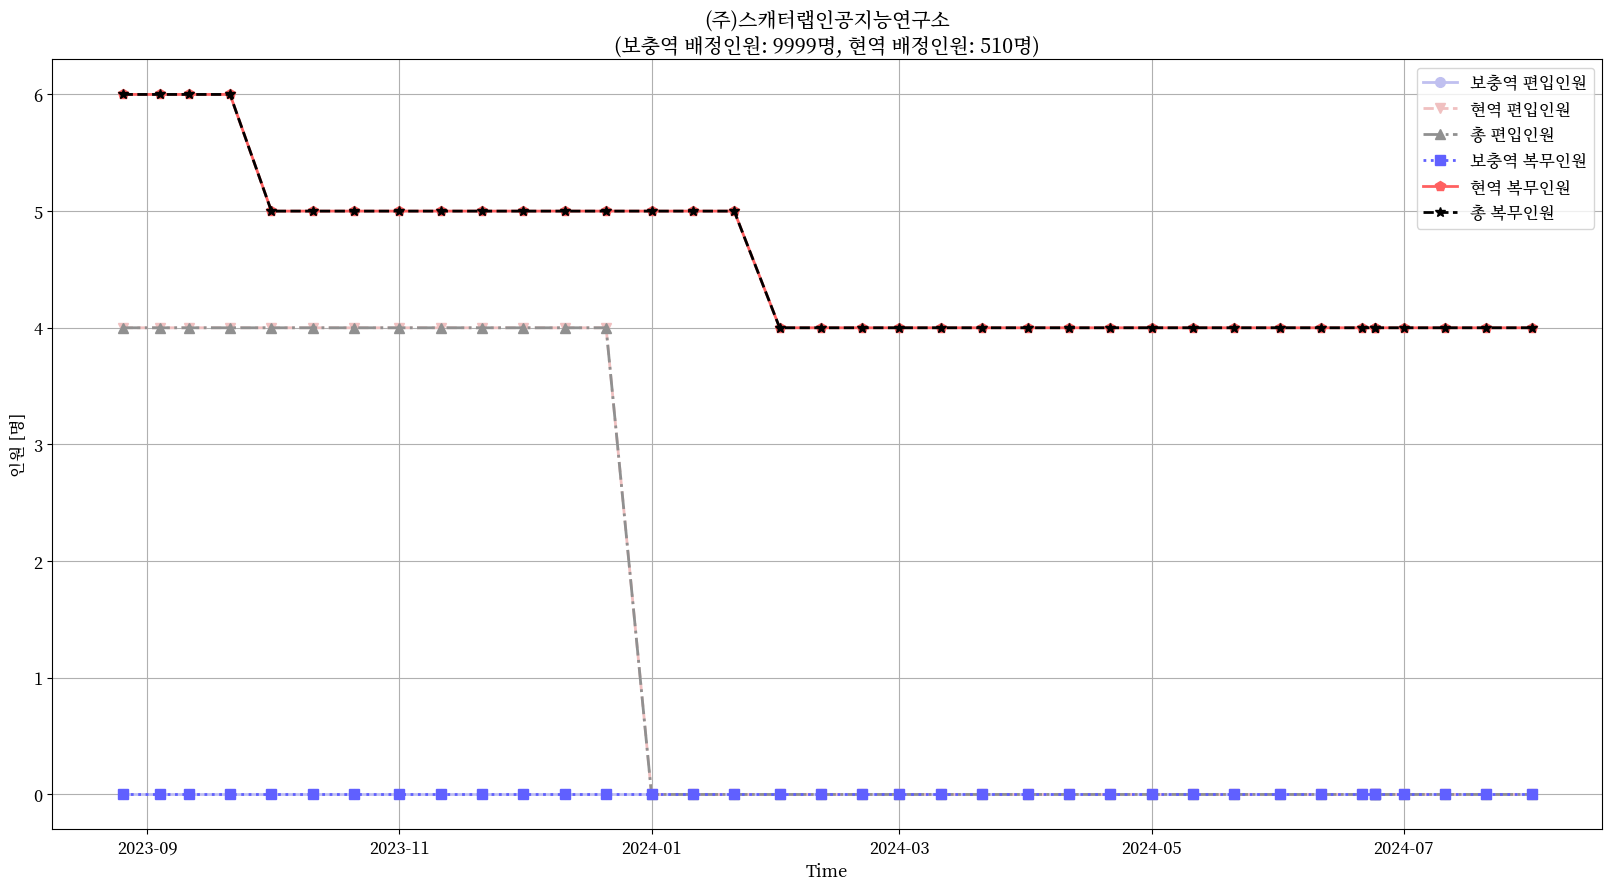 (주)스캐터랩인공지능연구소
(보충역 배정인원: 9999명, 현역 배정인원: 510명)
보충역 편입인원
현역 편입인원
총 편입인원
보충역 복무인원
현역 복무인원
총 복무인원
6
5
4
3
2
1
0
인원 [명]
2023-09
2023-11
2024-01
2024-03
2024-05
2024-07
Time